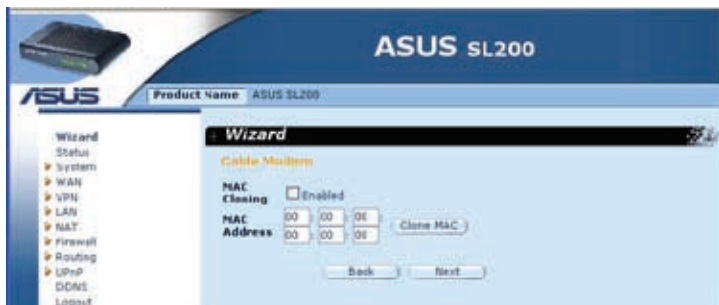 ASUS SL200
ASUS
Product Name ASUS SL200
Wizard
Status
System
WAN
VPN
LAN
NAT
Firewall
Routing
UPnP
DDNS
Logout
Wizard
Cable Modem
MAC Cloning Enabled
MAC Address 00 : 00 : 00 :
00 : 00 : 00
Clone MAC
Back Next